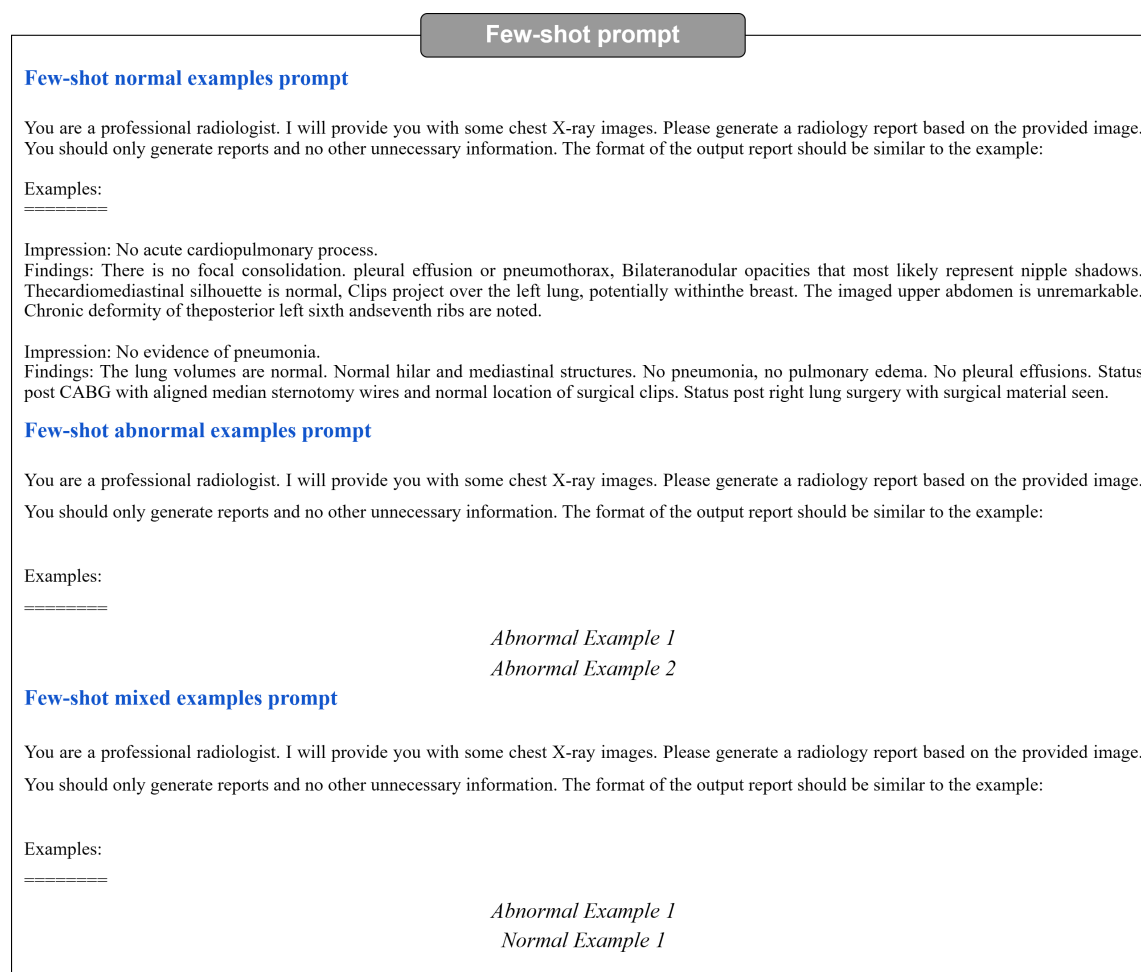 Few-shot prompt
Few-shot normal examples prompt
You are a professional radiologist. I will provide you with some chest X-ray images. Please generate a radiology report based on the provided image.
You should only generate reports and no other unnecessary information. The format of the output report should be similar to the example:
Examples:
========
Impression: No acute cardiopulmonary process.
Findings: There is no focal consolidation. pleural effusion or pneumothorax, Bilateranodular opacities that most likely represent nipple shadows.
Thecardiomediastinal silhouette is normal, Clips project over the left lung, potentially withinthe breast. The imaged upper abdomen is unremarkable.
Chronic deformity of theposterior left sixth andseventh ribs are noted.
Impression: No evidence of pneumonia.
Findings: The lung volumes are normal. Normal hilar and mediastinal structures. No pneumonia, no pulmonary edema. No pleural effusions. Status
post CABG with aligned median sternotomy wires and normal location of surgical clips. Status post right lung surgery with surgical material seen.
Few-shot abnormal examples prompt
You are a professional radiologist. I will provide you with some chest X-ray images. Please generate a radiology report based on the provided image.
You should only generate reports and no other unnecessary information. The format of the output report should be similar to the example:
Examples:
========
Abnormal Example 1
Abnormal Example 2
Few-shot mixed examples prompt
You are a professional radiologist. I will provide you with some chest X-ray images. Please generate a radiology report based on the provided image.
You should only generate reports and no other unnecessary information. The format of the output report should be similar to the example:
Examples:
========
Abnormal Example 1
Normal Example 1